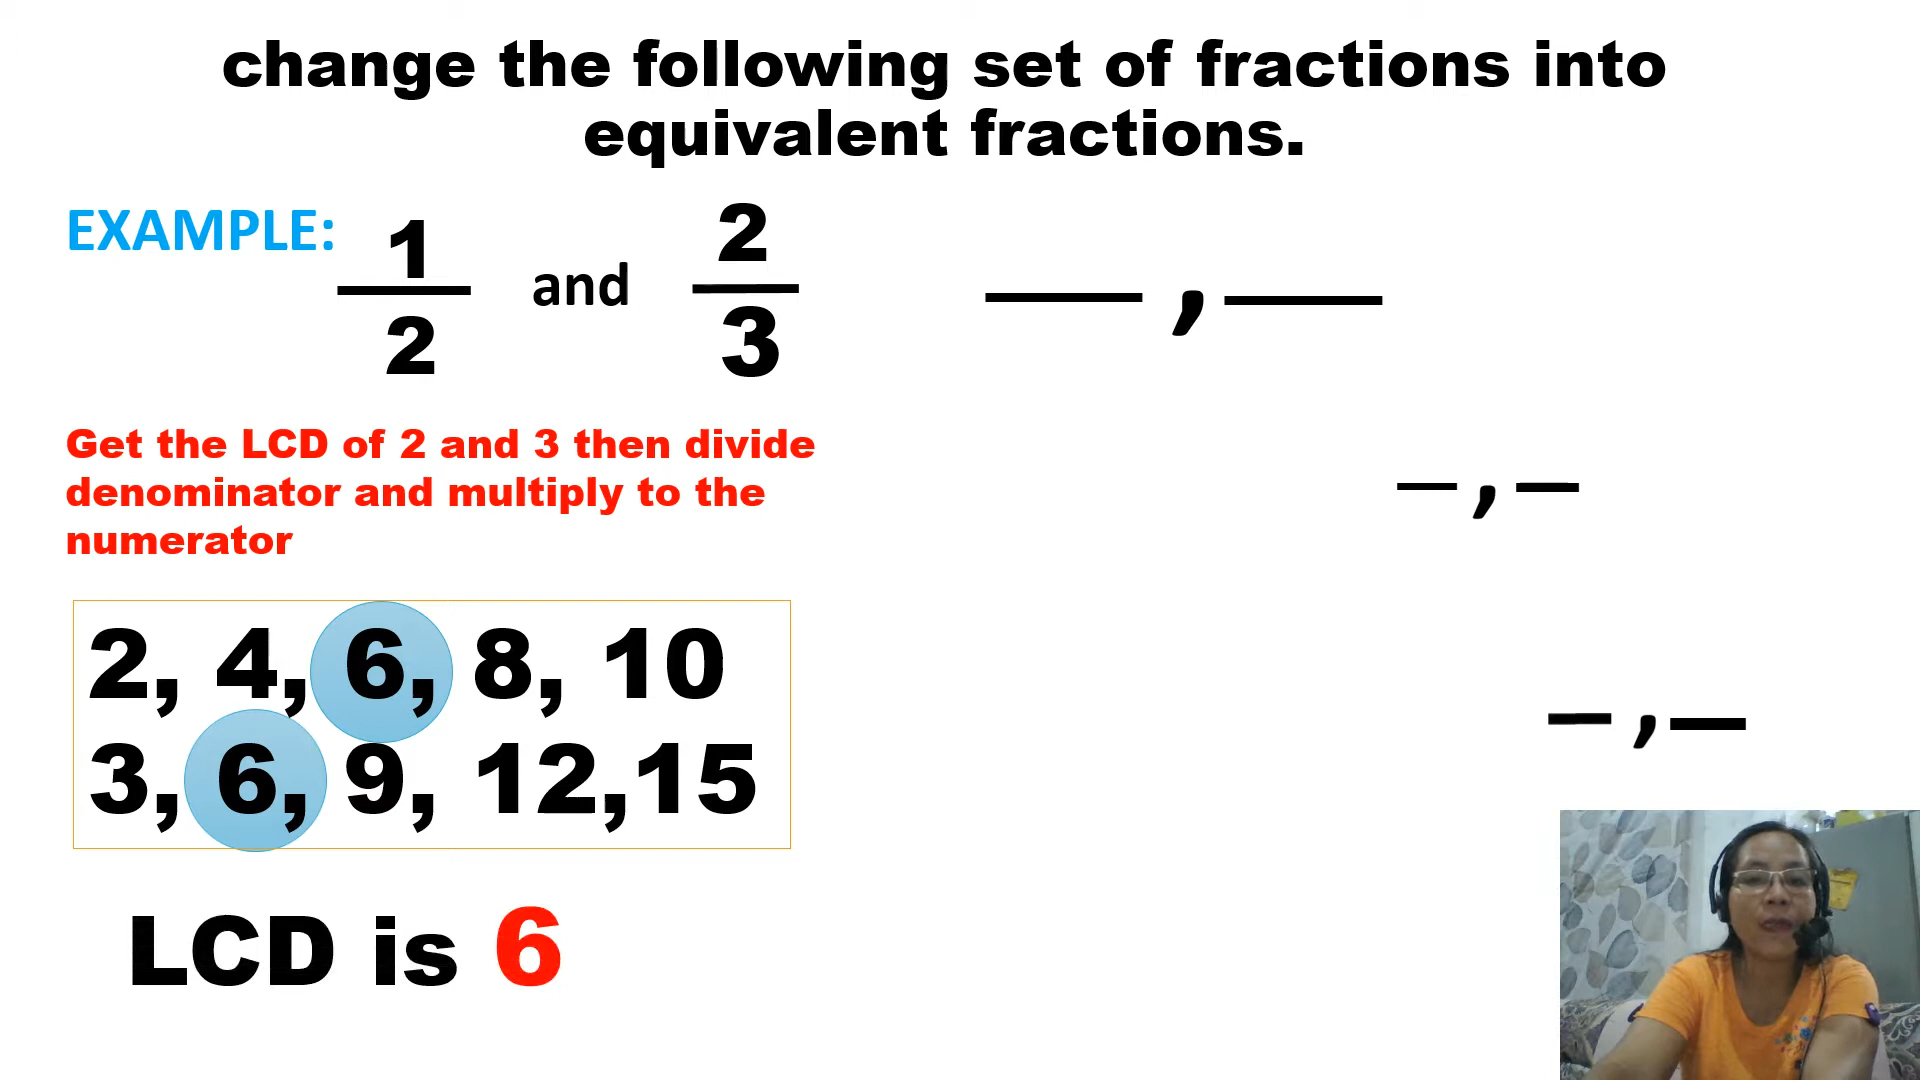 change the following set of fractions into
equivalent fractions.
EXAMPLE:
1
2
and
2
3
,
Get the LCD of 2 and 3 then divide
denominator and multiply to the
numerator
,
2, 4, 6, 8, 10
3, 6, 9, 12,15
,
LCD is 6